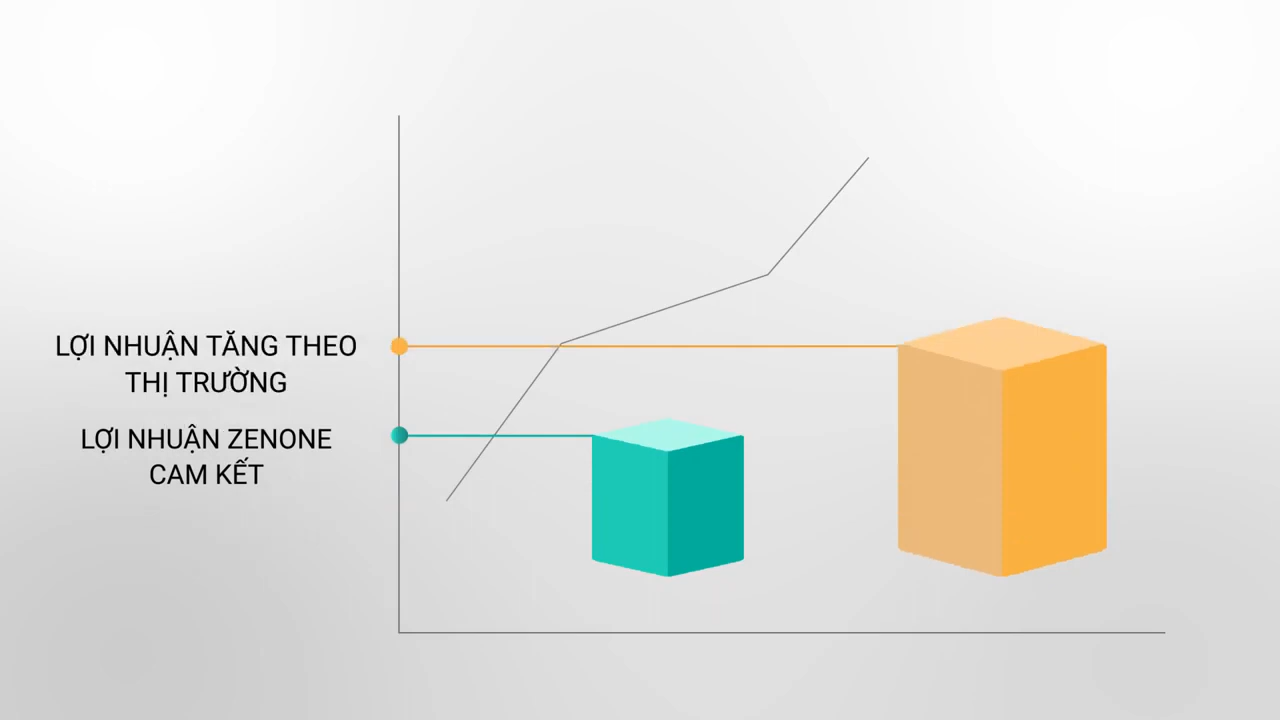 LỢI NHUẬN TĂNG THEO
THỊ TRƯỜNG
LỢI NHUẬN ZENONE
CAM KẾT